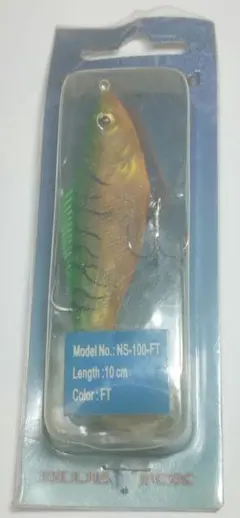 Model No.: NS-100-FT
Length :10 cm
Color : FT